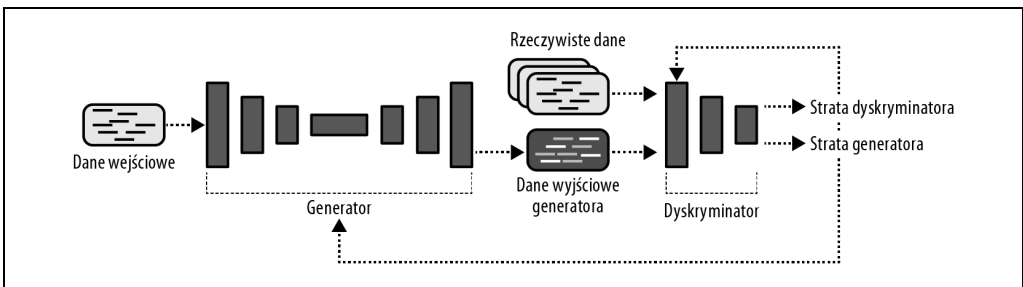 Rzeczywiste dane
Strata dyskryminatora
Strata generatora
Dane wejściowe
Dane wyjściowe
generatora
Generator
Dyskryminator